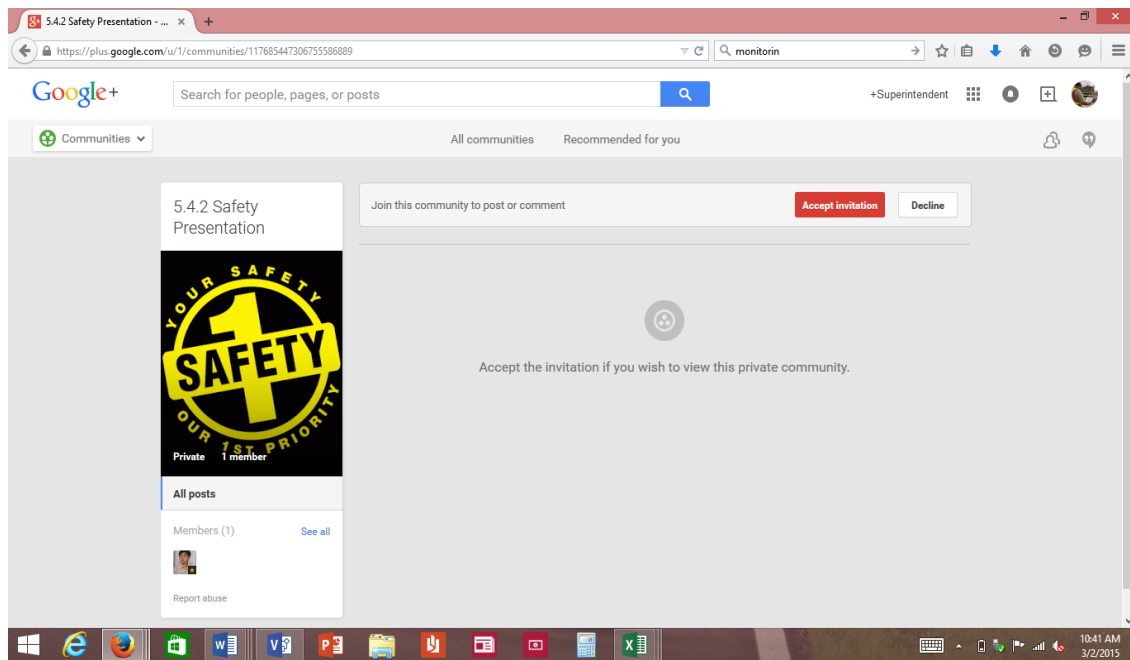 5.4.2 Safety Presentation - ...
https://plus.google.com/u/1/communities/117685447306755586889
monitorin
Google+
Search for people, pages, or posts
+Superintendent
Communities
All communities
Recommended for you
5.4.2 Safety
Presentation
YOUR SAFETY
1
SAFETY
OUR 1ST PRIORITY
Private 1 member
All posts
Members (1) See all
Report abuse
Join this community to post or comment
Accept invitation
Decline
Accept the invitation if you wish to view this private community.
10:41 AM
3/2/2015